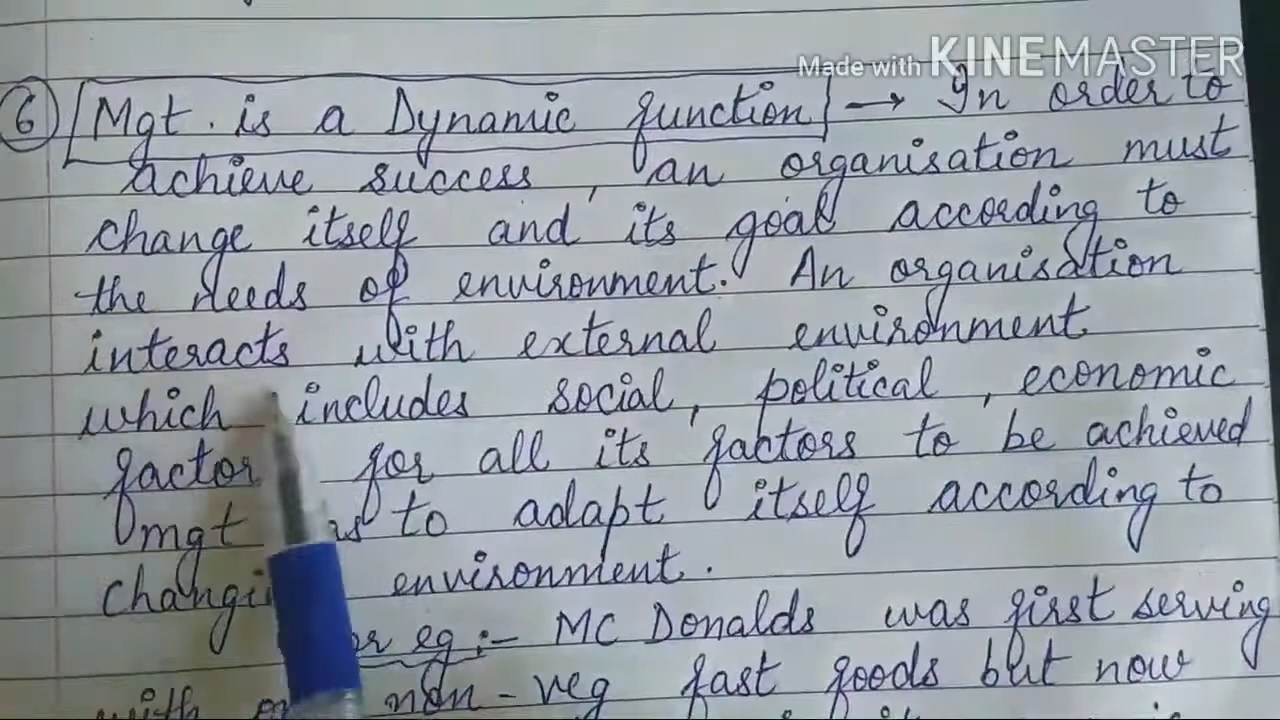 Made with KINEMASTER
6 Mgt. is a Dynamic function → In order to
achieve success, an organisation must
change itself and its goal according to
the needs of environment. An organisation
interacts with external environment
which includes social, political, economic
factor for all its factors to be achieved
mgt to adapt itself according to
environment.
eg :- MC Donalds was first serving
with non-veg fast foods but now